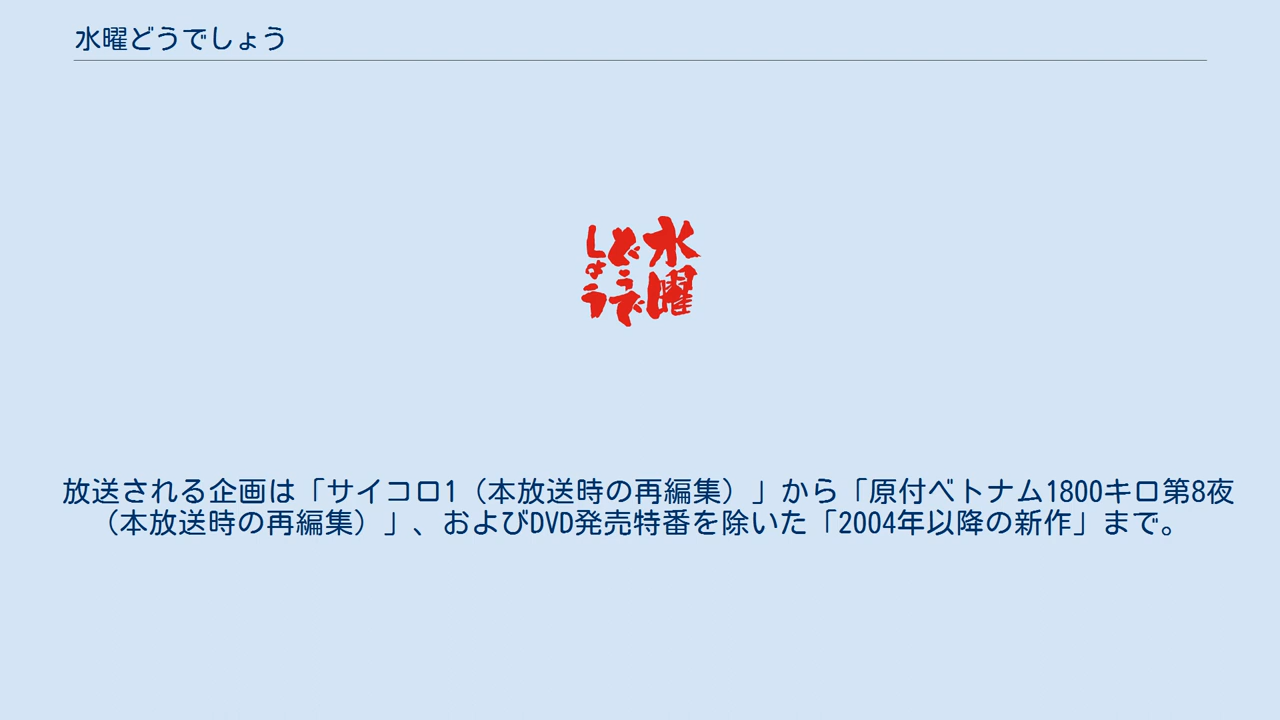 水曜どうでしょう
水曜
どうで
しょう
放送される企画は「サイコロ1（本放送時の再編集）」から「原付ベトナム1800キロ第8夜
（本放送時の再編集）」、およびDVD発売特番を除いた「2004年以降の新作」まで。